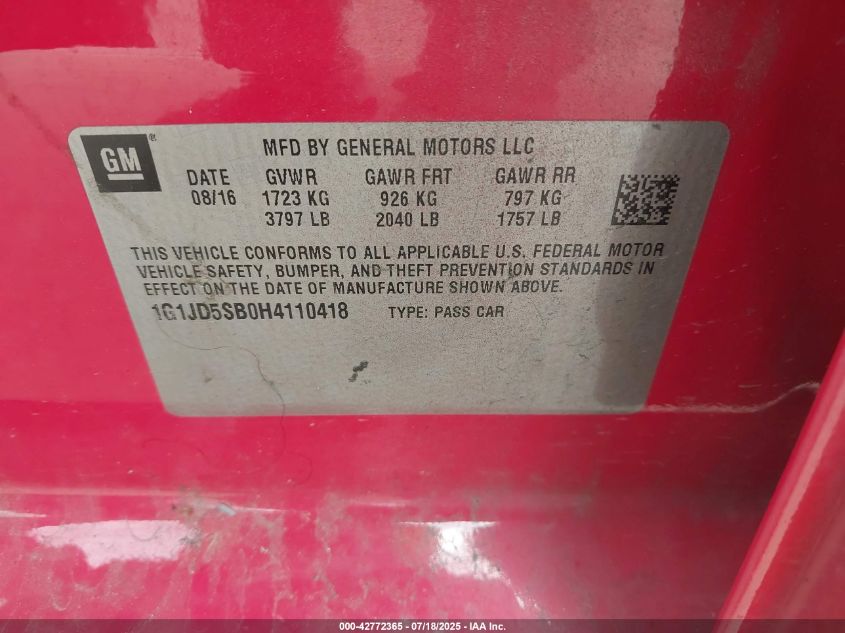 GM®
MFD BY GENERAL MOTORS LLC
DATE GVWR GAWR FRT GAWR RR
08/16 1723 KG 926 KG 797 KG
3797 LB 2040 LB 1757 LB
THIS VEHICLE CONFORMS TO ALL APPLICABLE U.S. FEDERAL MOTOR
VEHICLE SAFETY, BUMPER, AND THEFT PREVENTION STANDARDS IN
EFFECT ON THE DATE OF MANUFACTURE SHOWN ABOVE.
1G1JD5SB0H4110418 TYPE: PASS CAR
000-42772365 - 07/18/2025 - IAA Inc.